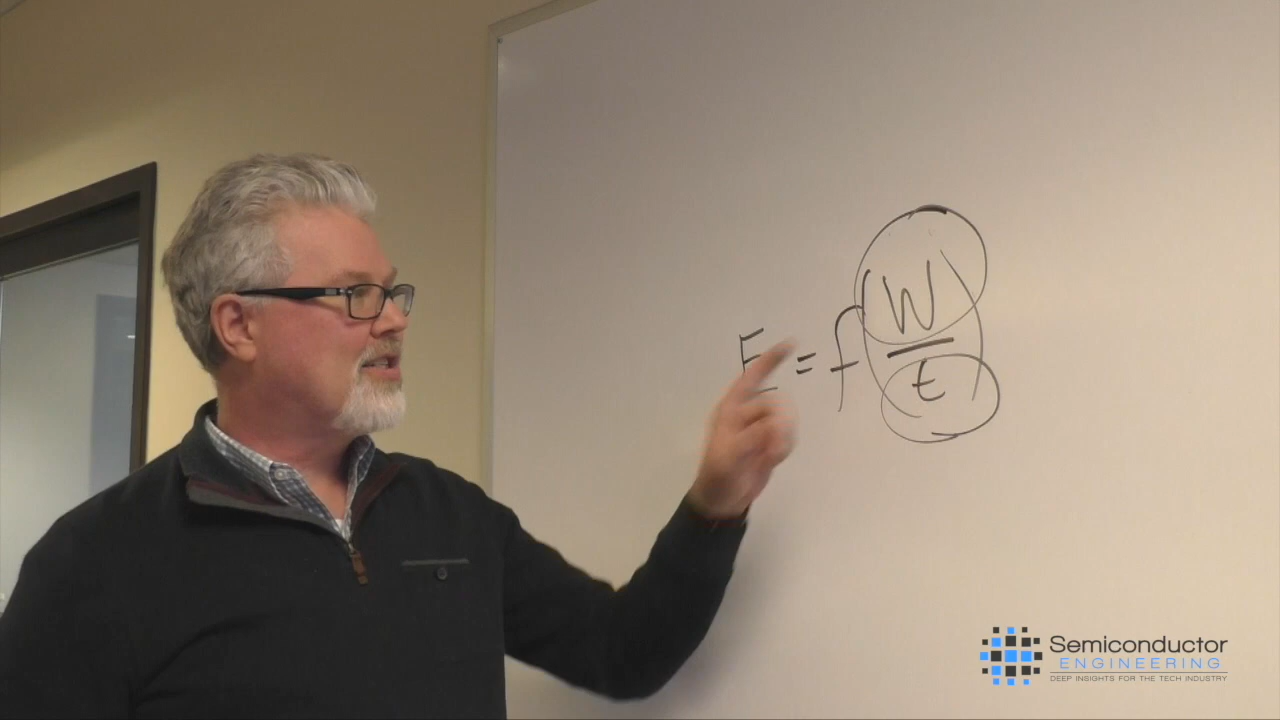 E = f(W/t)
Semiconductor
ENGINEERING
DEEP INSIGHTS FOR THE TECH INDUSTRY